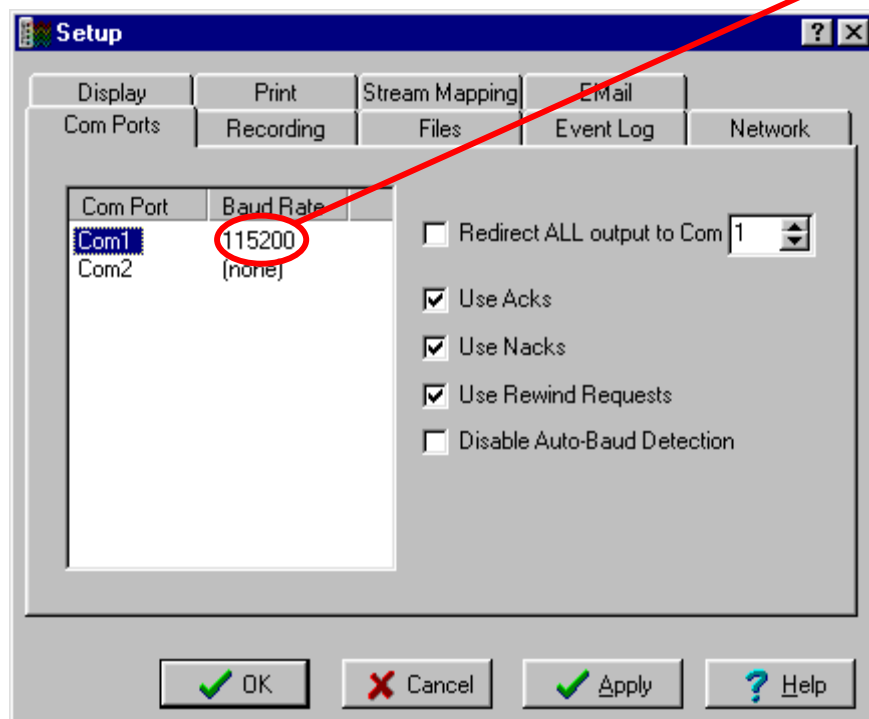 Setup
Display Print Stream Mapping EMail
Com Ports Recording Files Event Log Network
Com Port Baud Rate
Com1 115200
Com2 (none)
Redirect ALL output to Com 1
Use Acks
Use Nacks
Use Rewind Requests
Disable Auto-Baud Detection
OK Cancel Apply ? Help